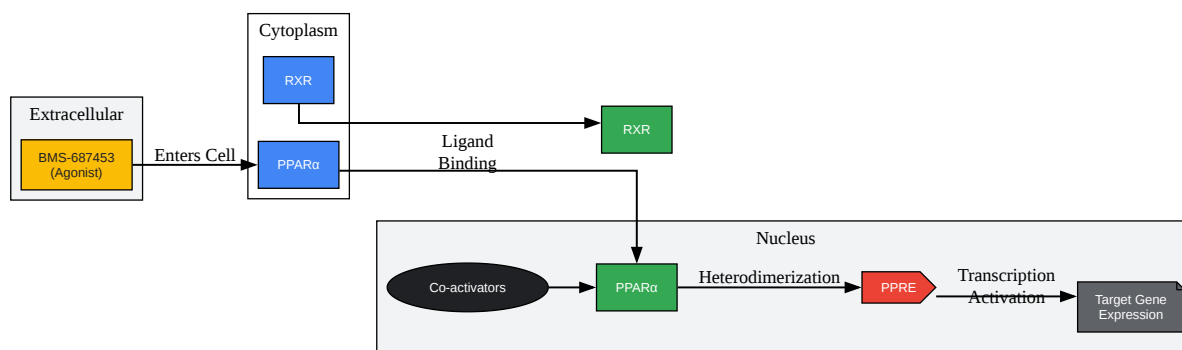 Cytoplasm
RXR
Extracellular
RXR
BMS-687453
(Agonist)
Enters Cell
PPARα
Ligand
Binding
Nucleus
Co-activators
PPARα
Heterodimerization
PPRE
Transcription
Activation
Target Gene
Expression